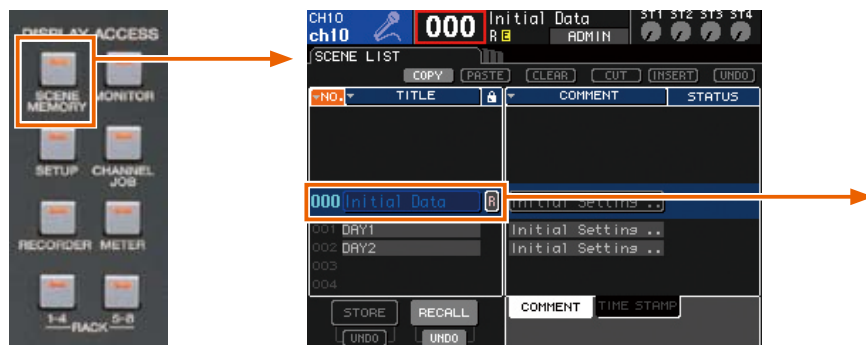 DISPLAY ACCESS
SCENE MEMORY
MONITOR
SETUP
CHANNEL JOB
RECORDER
METER
1-4
RACK
5-8
CH10
ch10
000
Initial Data
R E
ADMIN
ST1 ST2 ST3 ST4
SCENE LIST
COPY PASTE CLEAR CUT INSERT UNDO
NO. TITLE COMMENT STATUS
000 Initial Data R Initial Setting ..
001 DAY1 Initial Setting ..
002 DAY2 Initial Setting ..
003
004
STORE RECALL
UNDO UNDO
COMMENT TIME STAMP